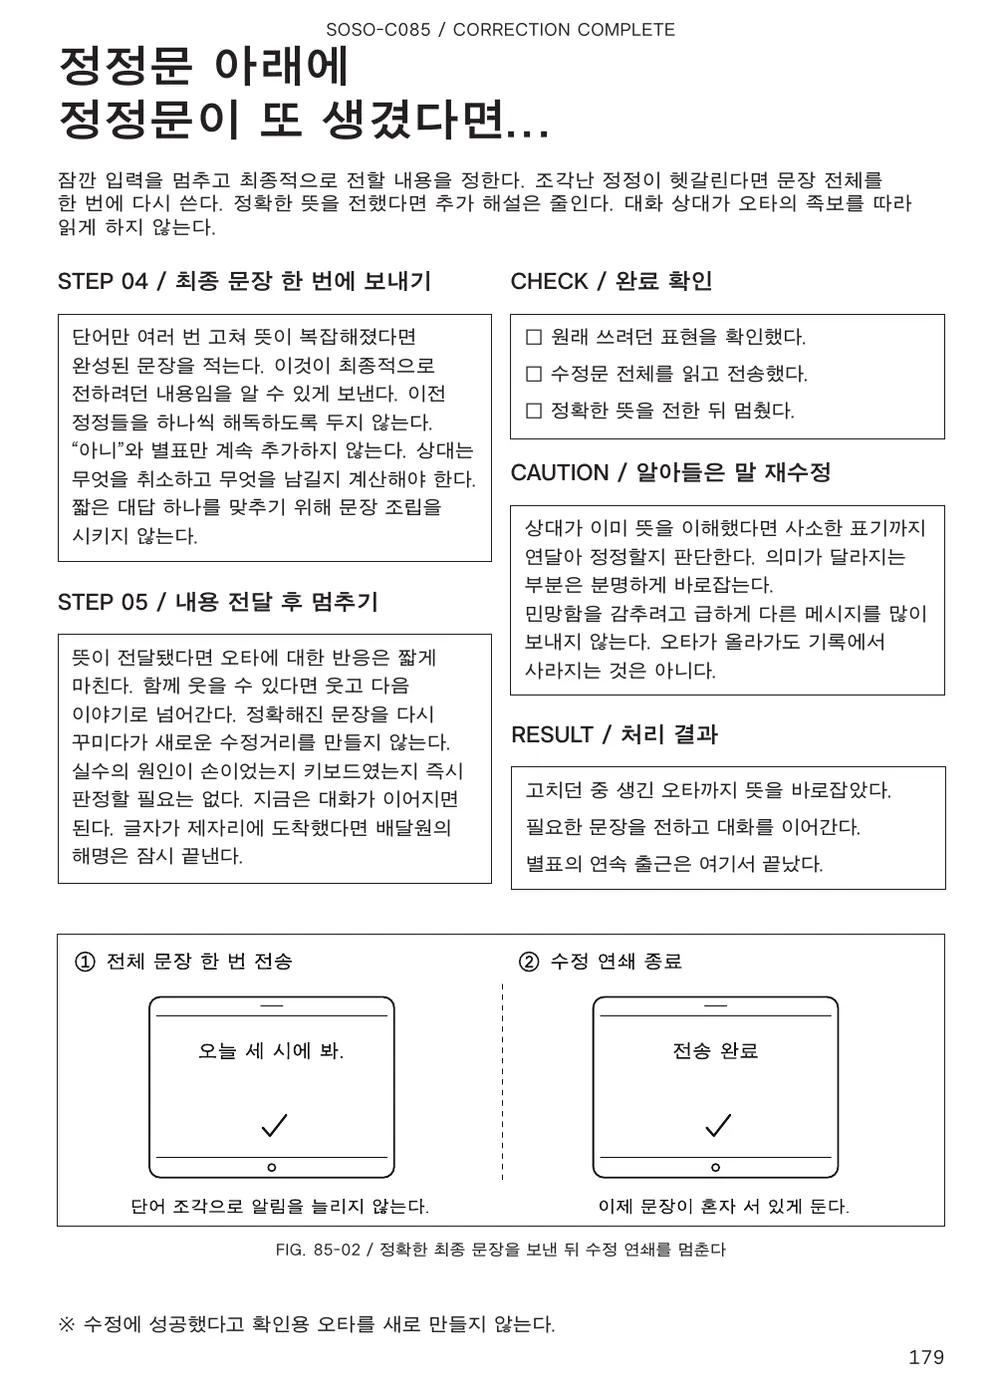 SOSO-C085 / CORRECTION COMPLETE
정정문 아래에
정정문이 또 생겼다면...
잠깐 입력을 멈추고 최종적으로 전할 내용을 정한다. 조각난 정정이 헷갈린다면 문장 전체를
한 번에 다시 쓴다. 정확한 뜻을 전했다면 추가 해설은 줄인다. 대화 상대가 오타의 족보를 따라
읽게 하지 않는다.
STEP 04 / 최종 문장 한 번에 보내기
단어만 여러 번 고쳐 뜻이 복잡해졌다면
완성된 문장을 적는다. 이것이 최종적으로
전하려던 내용임을 알 수 있게 보낸다. 이전
정정들을 하나씩 해독하도록 두지 않는다.
“아니”와 별표만 계속 추가하지 않는다. 상대는
무엇을 취소하고 무엇을 남길지 계산해야 한다.
짧은 대답 하나를 맞추기 위해 문장 조립을
시키지 않는다.
STEP 05 / 내용 전달 후 멈추기
뜻이 전달됐다면 오타에 대한 반응은 짧게
마친다. 함께 웃을 수 있다면 웃고 다음
이야기로 넘어간다. 정확해진 문장을 다시
꾸미다가 새로운 수정거리를 만들지 않는다.
실수의 원인이 손이었는지 키보드였는지 즉시
판정할 필요는 없다. 지금은 대화가 이어지면
된다. 글자가 제자리에 도착했다면 배달원의
해명은 잠시 끝낸다.
CHECK / 완료 확인
□ 원래 쓰려던 표현을 확인했다.
□ 수정문 전체를 읽고 전송했다.
□ 정확한 뜻을 전한 뒤 멈췄다.
CAUTION / 알아들은 말 재수정
상대가 이미 뜻을 이해했다면 사소한 표기까지
연달아 정정할지 판단한다. 의미가 달라지는
부분은 분명하게 바로잡는다.
민망함을 감추려고 급하게 다른 메시지를 많이
보내지 않는다. 오타가 올라가도 기록에서
사라지는 것은 아니다.
RESULT / 처리 결과
고치던 중 생긴 오타까지 뜻을 바로잡았다.
필요한 문장을 전하고 대화를 이어간다.
별표의 연속 출근은 여기서 끝났다.
① 전체 문장 한 번 전송
오늘 세 시에 봐.
단어 조각으로 알림을 늘리지 않는다.
② 수정 연쇄 종료
전송 완료
이제 문장이 혼자 서 있게 둔다.
FIG. 85-02 / 정확한 최종 문장을 보낸 뒤 수정 연쇄를 멈춘다
※ 수정에 성공했다고 확인용 오타를 새로 만들지 않는다.
179